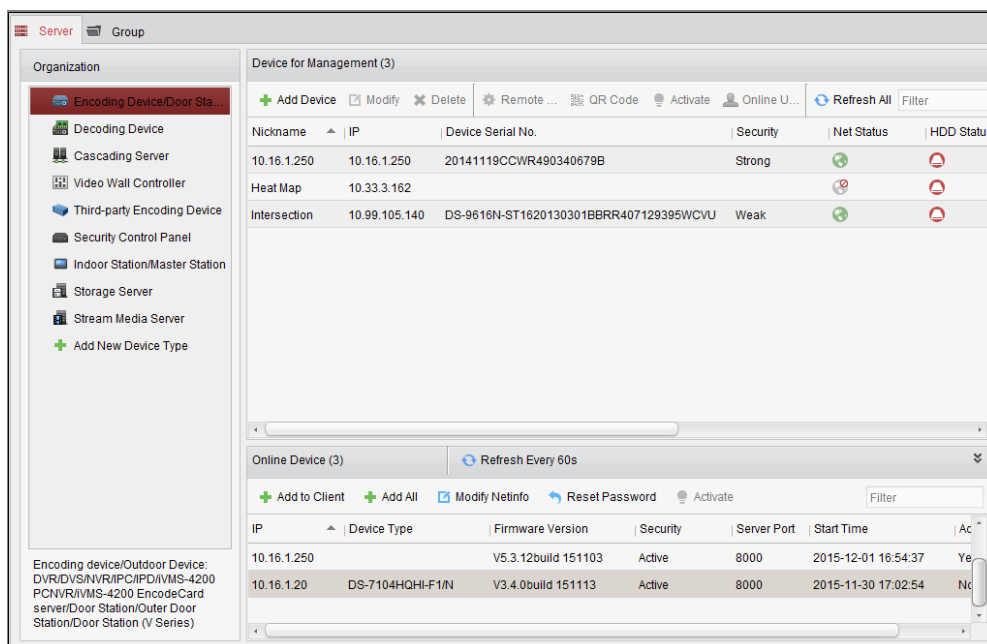 Server Group
Organization
Encoding Device/Door Sta...
Decoding Device
Cascading Server
Video Wall Controller
Third-party Encoding Device
Security Control Panel
Indoor Station/Master Station
Storage Server
Stream Media Server
Add New Device Type
Encoding device/Outdoor Device:
DVR/DVS/NVR/IPC/IPD/iVMS-4200
PCNVR/iVMS-4200 EncodeCard
server/Door Station/Outer Door
Station/Door Station (V Series)
Device for Management (3)
Add Device Modify Delete Remote ... QR Code Activate Online U... Refresh All Filter
Nickname IP Device Serial No. Security Net Status HDD Statu
10.16.1.250 10.16.1.250 20141119CCWR490340679B Strong
Heat Map 10.33.3.162
Intersection 10.99.105.140 DS-9616N-ST1620130301BBRR407129395WCVU Weak
Online Device (3) Refresh Every 60s
Add to Client Add All Modify Netinfo Reset Password Activate Filter
IP Device Type Firmware Version Security Server Port Start Time Ac
10.16.1.250 V5.3.12build 151103 Active 8000 2015-12-01 16:54:37 Ye
10.16.1.20 DS-7104HQHI-F1/N V3.4.0build 151113 Active 8000 2015-11-30 17:02:54 No